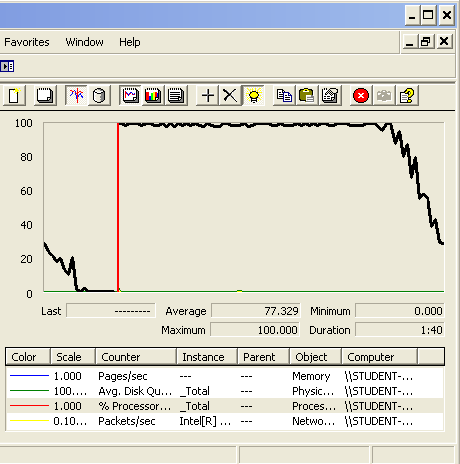 Favorites Window Help
100
80
60
40
20
0
Last --------- Average 77.329 Minimum 0.000
Maximum 100.000 Duration 1:40
Color Scale Counter Instance Parent Object Computer
1.000 Pages/sec --- --- Memory \\STUDENT-...
100.... Avg. Disk Qu... _Total --- Physic... \\STUDENT-...
1.000 % Processor... _Total --- Proces... \\STUDENT-...
0.10... Packets/sec Intel[R] ... --- Netwo... \\STUDENT-...